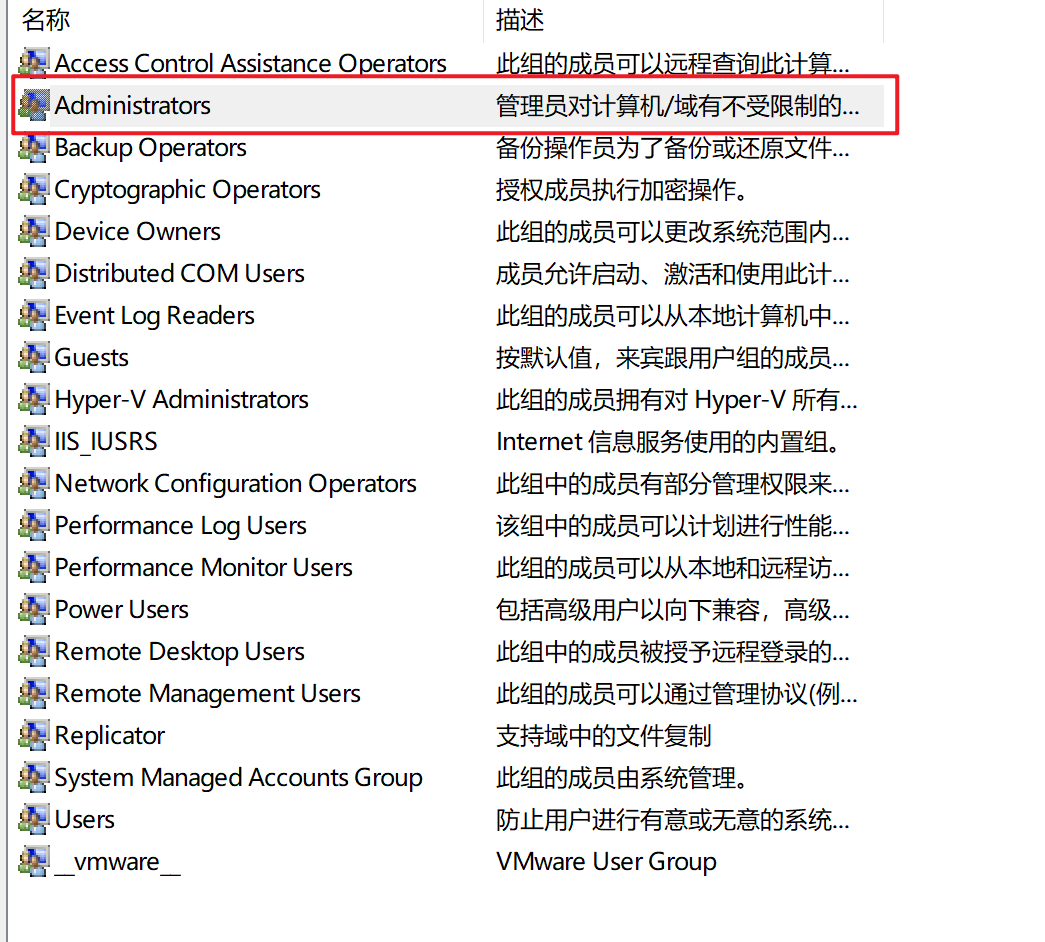 名称 描述
Access Control Assistance Operators 此组的成员可以远程查询此计算...
Administrators 管理员对计算机/域有不受限制的...
Backup Operators 备份操作员为了备份或还原文件...
Cryptographic Operators 授权成员执行加密操作。
Device Owners 此组的成员可以更改系统范围内...
Distributed COM Users 成员允许启动、激活和使用此计...
Event Log Readers 此组的成员可以从本地计算机中...
Guests 按默认值，来宾跟用户组的成员...
Hyper-V Administrators 此组的成员拥有对 Hyper-V 所有...
IIS_IUSRS Internet 信息服务使用的内置组。
Network Configuration Operators 此组中的成员有部分管理权限来...
Performance Log Users 该组中的成员可以计划进行性能...
Performance Monitor Users 此组的成员可以从本地和远程访...
Power Users 包括高级用户以向下兼容，高级...
Remote Desktop Users 此组中的成员被授予远程登录的...
Remote Management Users 此组的成员可以通过管理协议(例...
Replicator 支持域中的文件复制
System Managed Accounts Group 此组的成员由系统管理。
Users 防止用户进行有意或无意的系统...
__vmware__ VMware User Group